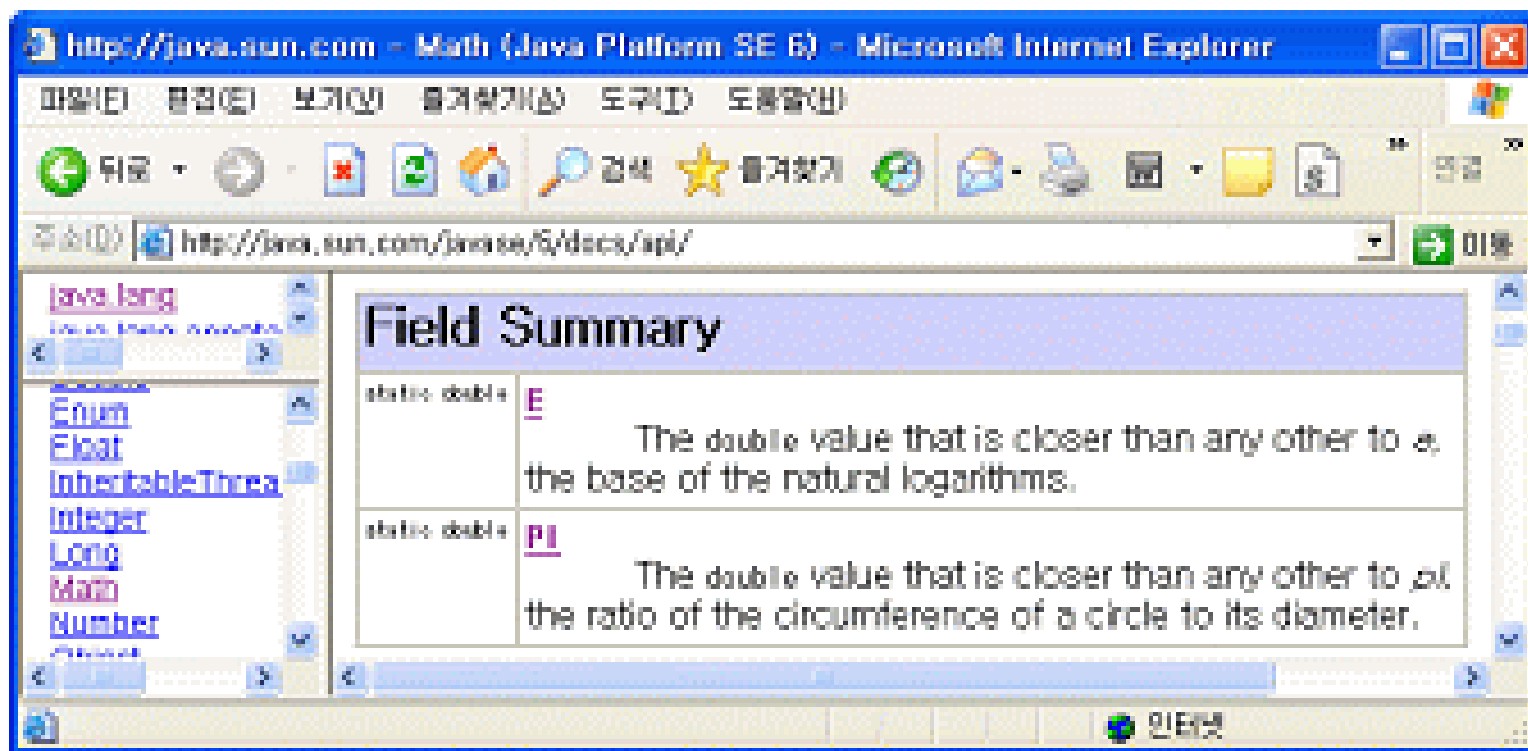 http://java.sun.com - Math (Java Platform SE 6) - Microsoft Internet Explorer
파일(F) 편집(E) 보기(V) 즐겨찾기(A) 도구(T) 도움말(H)
뒤로 검색 즐겨찾기 연결
주소(D) http://java.sun.com/javase/6/docs/api/ 이동
java.lang
Enum
Float
InheritableThrea
Integer
Long
Math
Number
Object
Field Summary
static double E
The double value that is closer than any other to e,
the base of the natural logarithms.
static double PI
The double value that is closer than any other to pi,
the ratio of the circumference of a circle to its diameter.
인터넷